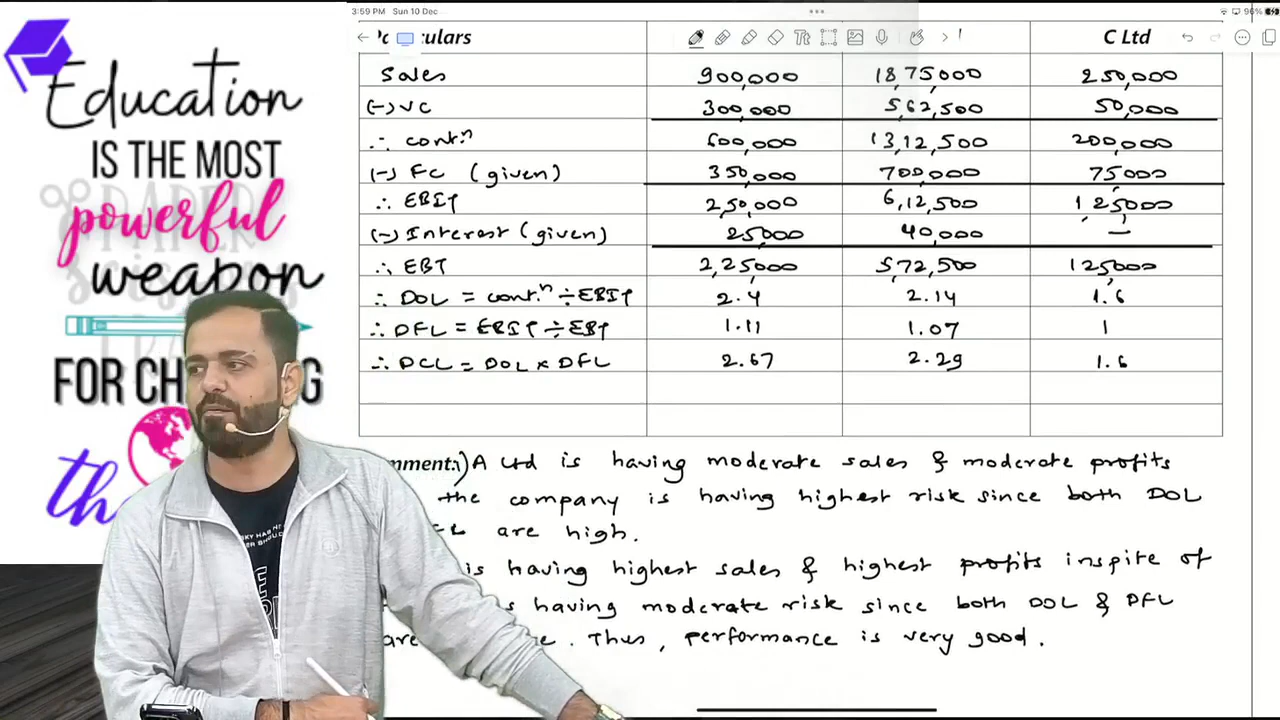 3:59 PM Sun 10 Dec
96%
Education
IS THE MOST
powerful
weapon
FOR
culars C Ltd
Sales 900,000 18,75,000 250,000
(-) VC 300,000 5,62,500 50,000
∴ contⁿ 600,000 13,12,500 200,000
(-) FC (given) 350,000 700,000 75000
∴ EBIT 2,50,000 6,12,500 1,25000
(-) Interest (given) 25000 40,000 —
∴ EBT 2,25000 5,72,500 125000
∴ DOL = cont.ⁿ ÷ EBIT 2.4 2.14 1.6
∴ DFL = EBIT ÷ EBT 1.11 1.07 1
∴ DCL = DOL x DFL 2.67 2.29 1.6
mment:) A Ltd is having moderate sales & moderate profits
the company is having highest risk since both DOL
are high.
is having highest sales & highest profits inspite of
having moderate risk since both DOL & DFL
are. Thus, performance is very good.